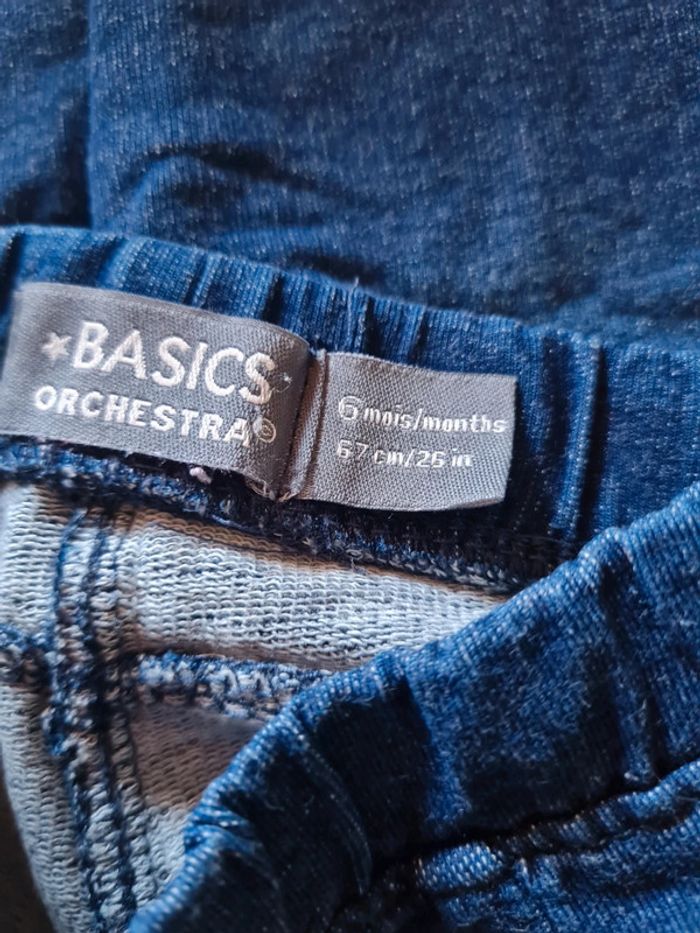 BASICS
ORCHESTRA®
6 mois/months
67 cm/26 in